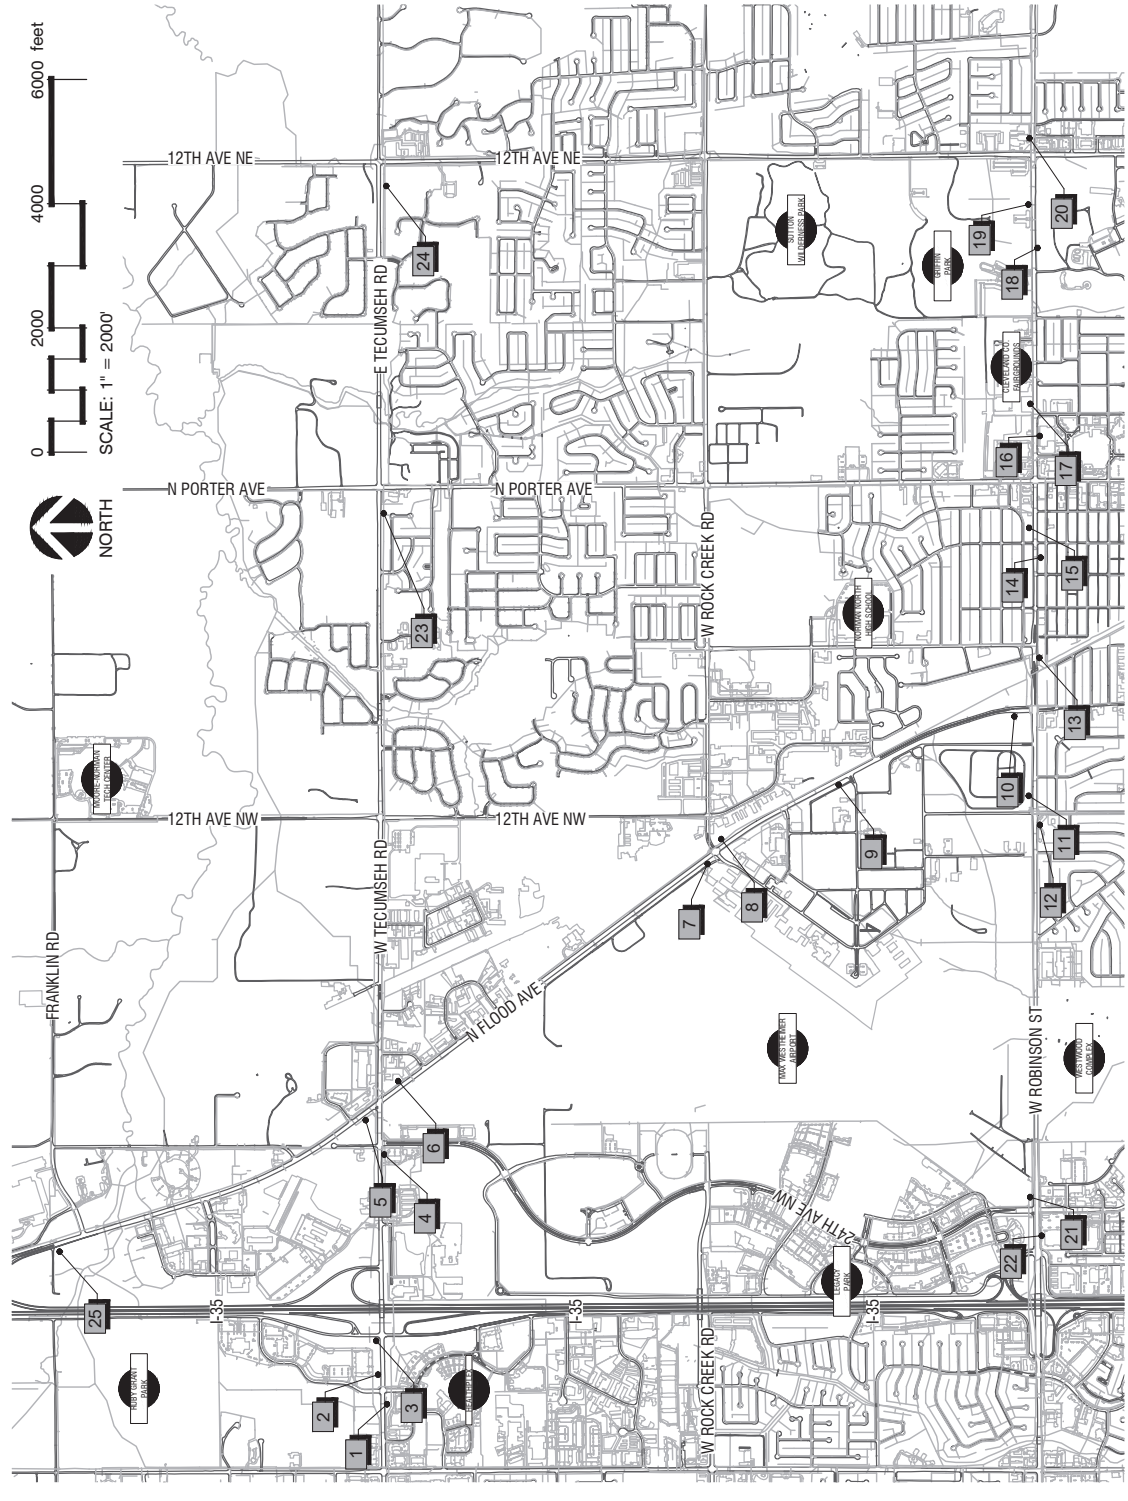 0
2000
4000
6000 feet
SCALE: 1" = 2000'
NORTH
12TH AVE NE
12TH AVE NE
E TECUMSEH RD
24
SUTTON
WILDERNESS PARK
GRIFFIN
PARK
19
20
18
CLEVELAND CO.
FAIRGROUNDS
16
17
N PORTER AVE
N PORTER AVE
W ROCK CREEK RD
23
NORMAN NORTH
HIGH SCHOOL
14
15
13
MOORE-NORMAN
TECH CENTER
12TH AVE NW
12TH AVE NW
10
11
9
12
8
7
W TECUMSEH RD
FRANKLIN RD
N FLOOD AVE
MAX WESTHEIMER
AIRPORT
W ROBINSON ST
WESTWOOD
COMPLEX
6
5
4
24TH AVE NW
21
22
LEGACY
PARK
25
I-35
I-35
I-35
RUBY GRANT
PARK
2
3
1
HEALTHPLEX
W ROCK CREEK RD